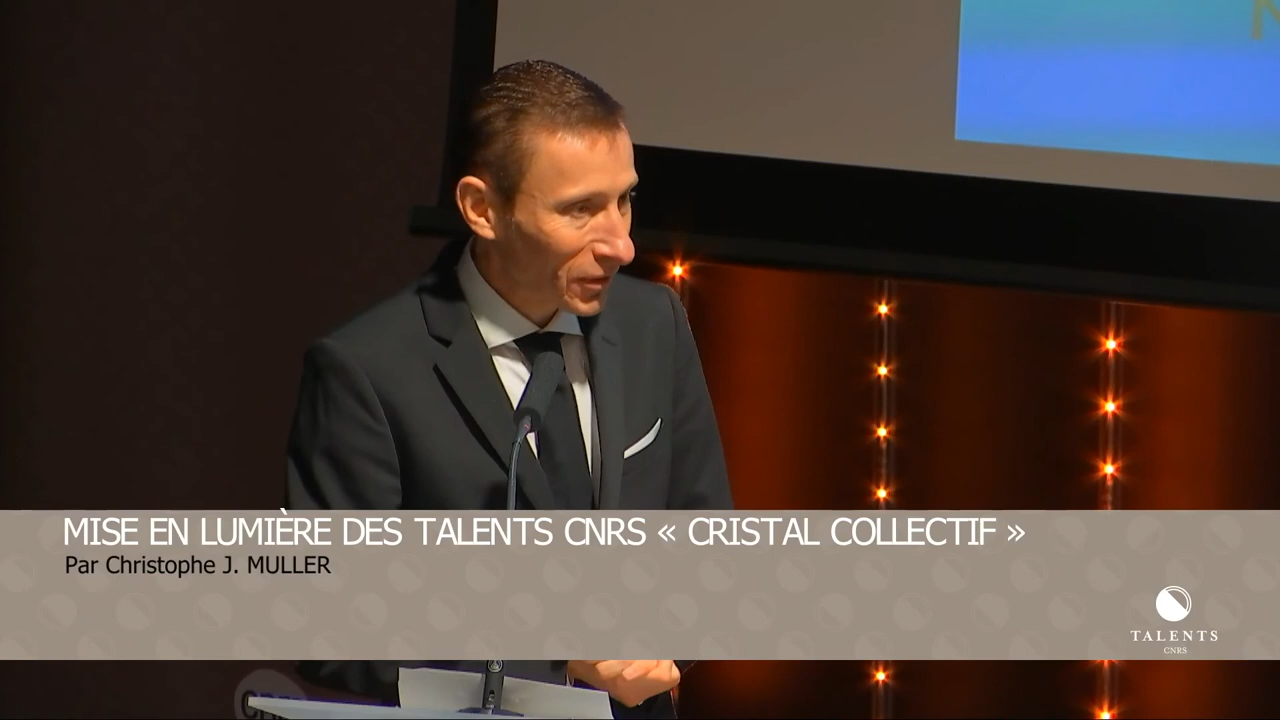 MISE EN LUMIÈRE DES TALENTS CNRS « CRISTAL COLLECTIF »
Par Christophe J. MULLER
TALENTS
CNRS